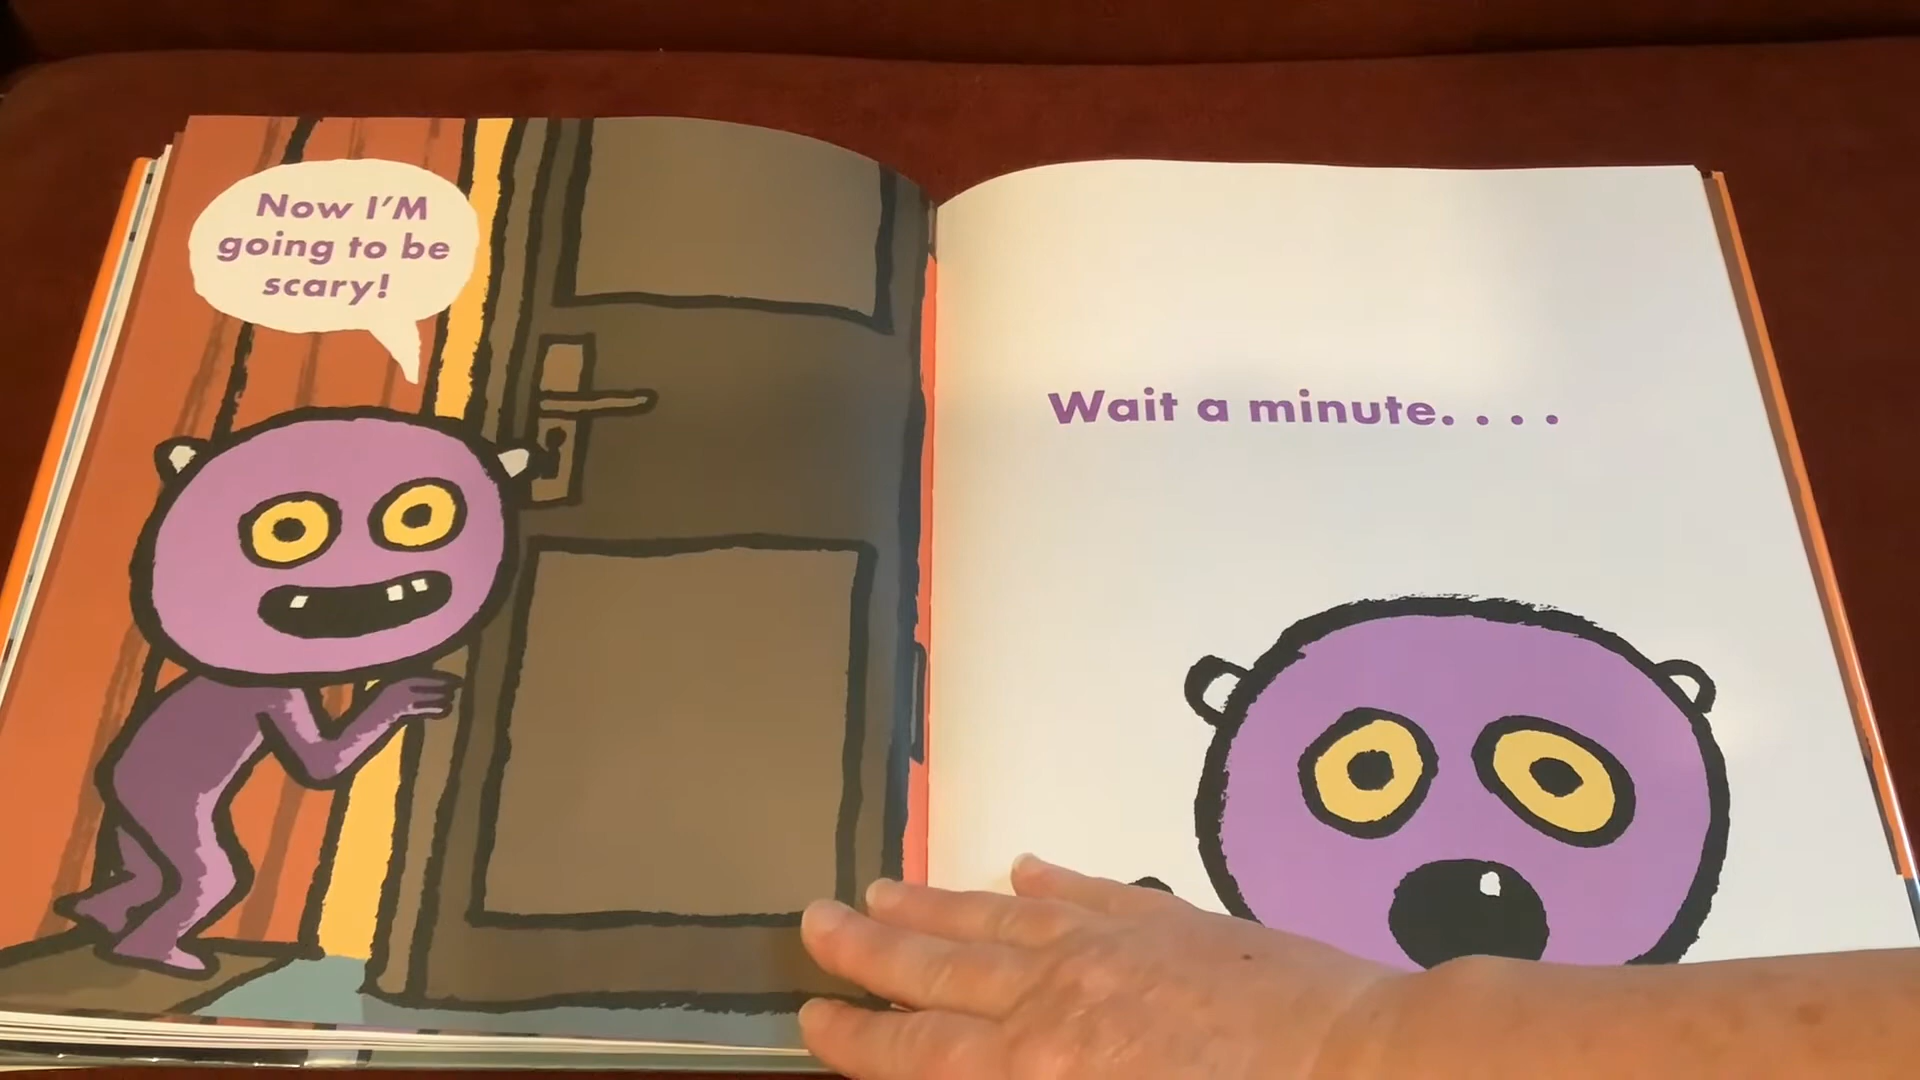 Now I'M
going to be
scary!
Wait a minute. . . .